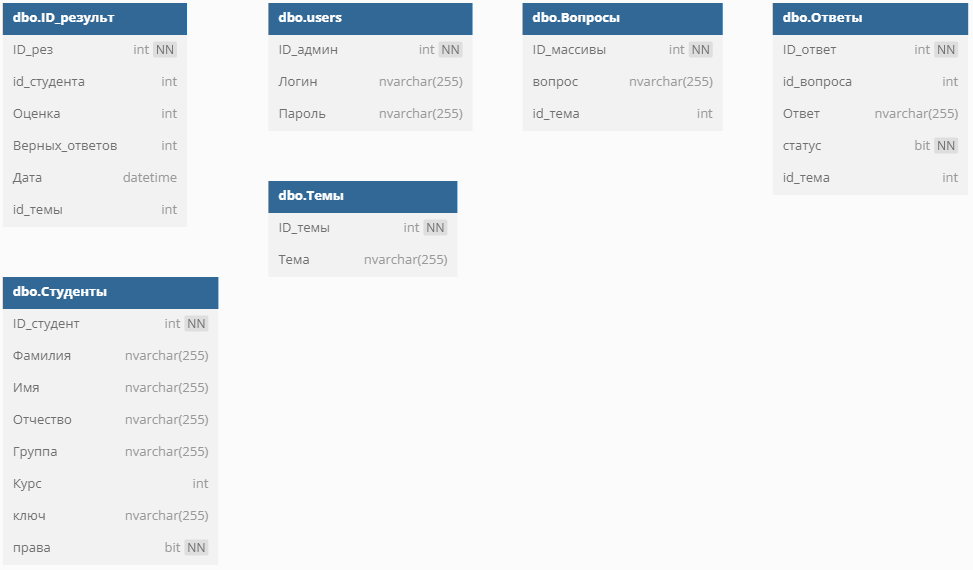 dbo.ID_результ
ID_рез int NN
id_студента int
Оценка int
Верных_ответов int
Дата datetime
id_темы int
dbo.users
ID_админ int NN
Логин nvarchar(255)
Пароль nvarchar(255)
dbo.Вопросы
ID_массивы int NN
вопрос nvarchar(255)
id_тема int
dbo.Ответы
ID_ответ int NN
id_вопроса int
Ответ nvarchar(255)
статус bit NN
id_тема int
dbo.Темы
ID_темы int NN
Тема nvarchar(255)
dbo.Студенты
ID_студент int NN
Фамилия nvarchar(255)
Имя nvarchar(255)
Отчество nvarchar(255)
Группа nvarchar(255)
Курс int
ключ nvarchar(255)
права bit NN